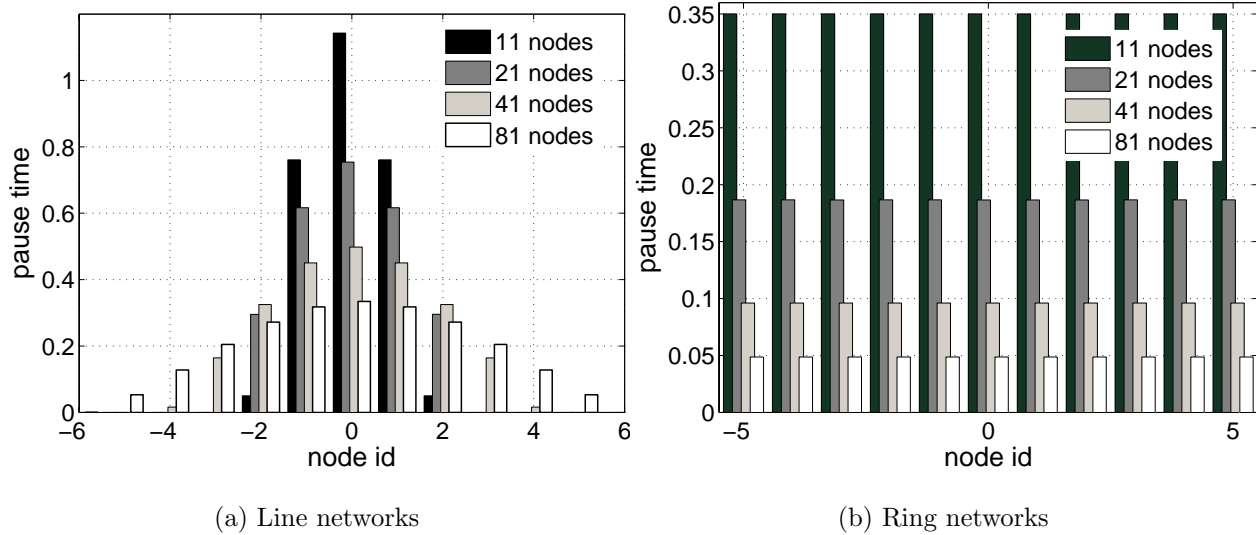 1
0.8
0.6
0.4
0.2
0
pause time
−6
−4
−2
0
2
4
6
node id
11 nodes
21 nodes
41 nodes
81 nodes
(a) Line networks
0.35
0.3
0.25
0.2
0.15
0.1
0.05
0
pause time
−5
0
5
node id
11 nodes
21 nodes
41 nodes
81 nodes
(b) Ring networks